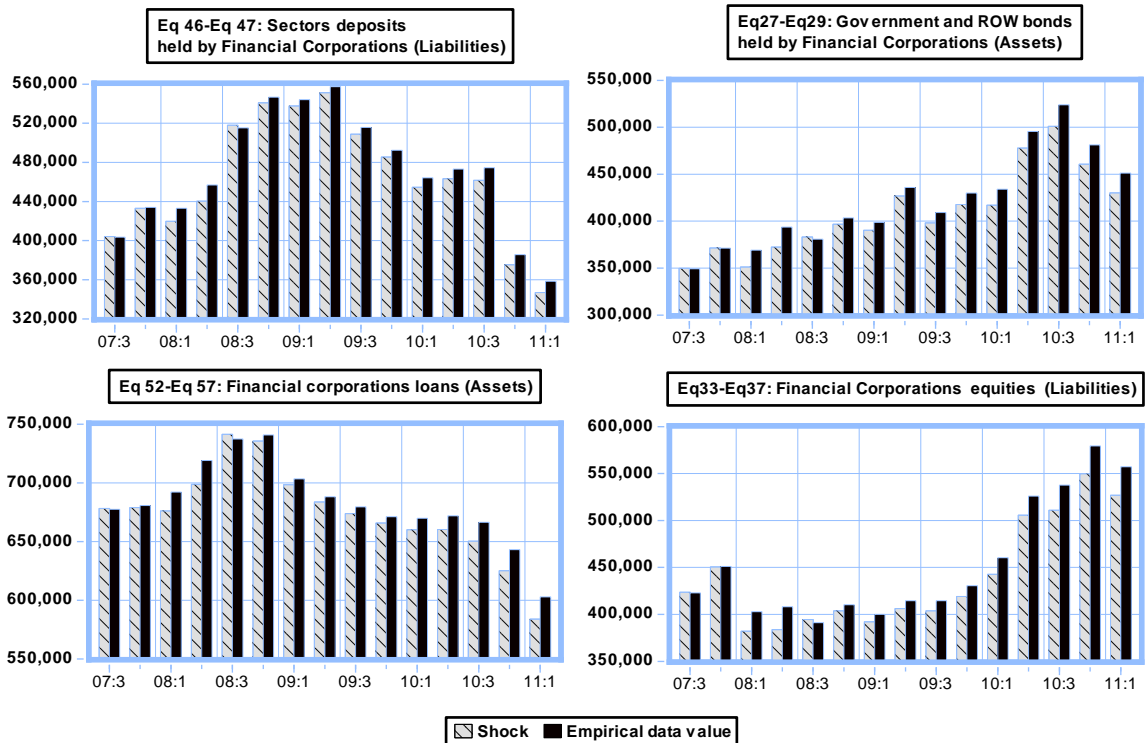 Eq 46-Eq 47: Sectors deposits
held by Financial Corporations (Liabilities)
560,000
520,000
480,000
440,000
400,000
360,000
320,000
07:3 08:1 08:3 09:1 09:3 10:1 10:3 11:1
Eq27-Eq29: Government and ROW bonds
held by Financial Corporations (Assets)
550,000
500,000
450,000
400,000
350,000
300,000
07:3 08:1 08:3 09:1 09:3 10:1 10:3 11:1
Eq 52-Eq 57: Financial corporations loans (Assets)
750,000
700,000
650,000
600,000
550,000
07:3 08:1 08:3 09:1 09:3 10:1 10:3 11:1
Eq33-Eq37: Financial Corporations equities (Liabilities)
600,000
550,000
500,000
450,000
400,000
350,000
07:3 08:1 08:3 09:1 09:3 10:1 10:3 11:1
Shock Empirical data value